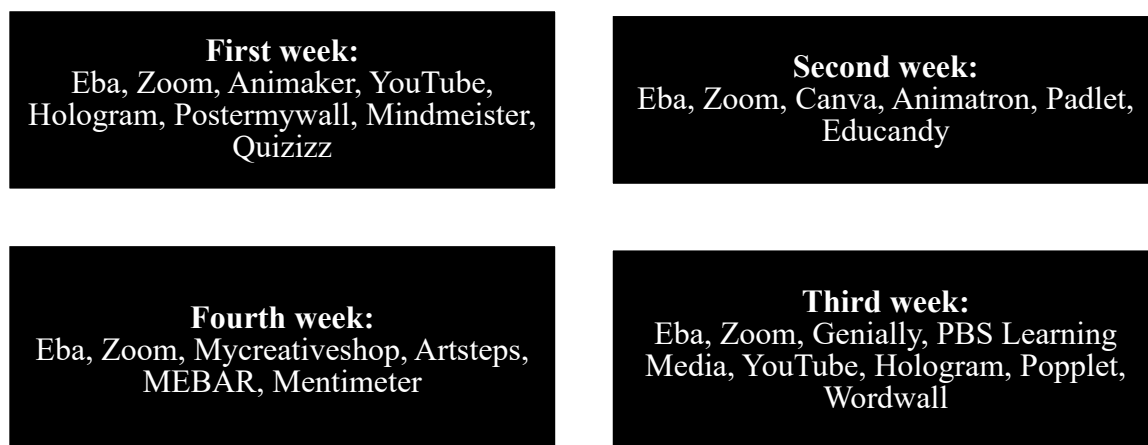 First week:
Eba, Zoom, Animaker, YouTube,
Hologram, Postermywall, Mindmeister,
Quizizz
Second week:
Eba, Zoom, Canva, Animatron, Padlet,
Educandy
Fourth week:
Eba, Zoom, Mycreativeshop, Artsteps,
MEBAR, Mentimeter
Third week:
Eba, Zoom, Genially, PBS Learning
Media, YouTube, Hologram, Popplet,
Wordwall